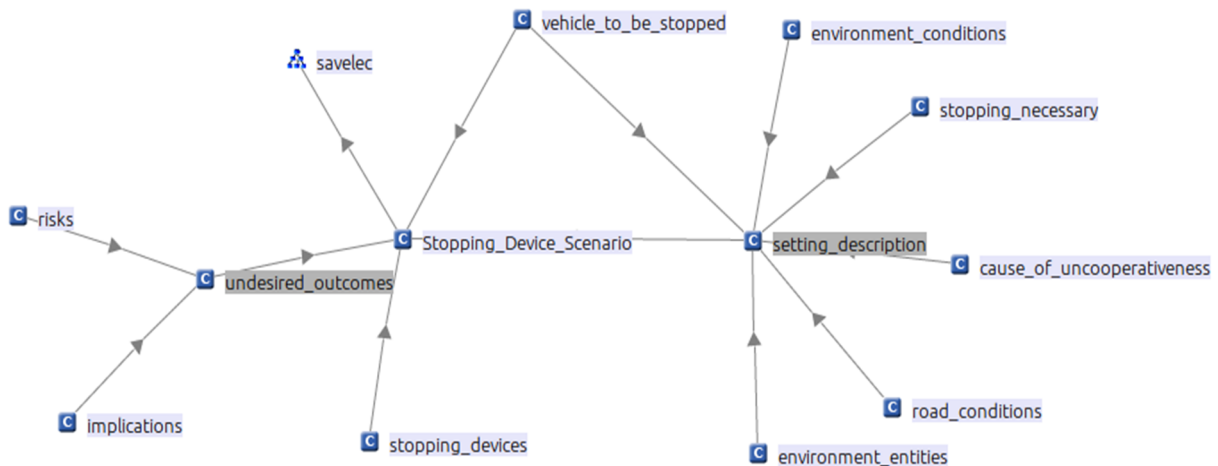 vehicle_to_be_stopped
environment_conditions
savelec
stopping_necessary
risks
Stopping_Device_Scenario
setting_description
cause_of_uncooperativeness
undesired_outcomes
implications
stopping_devices
road_conditions
environment_entities
C
C
C
C
C
C
C
C
C
C
C
C